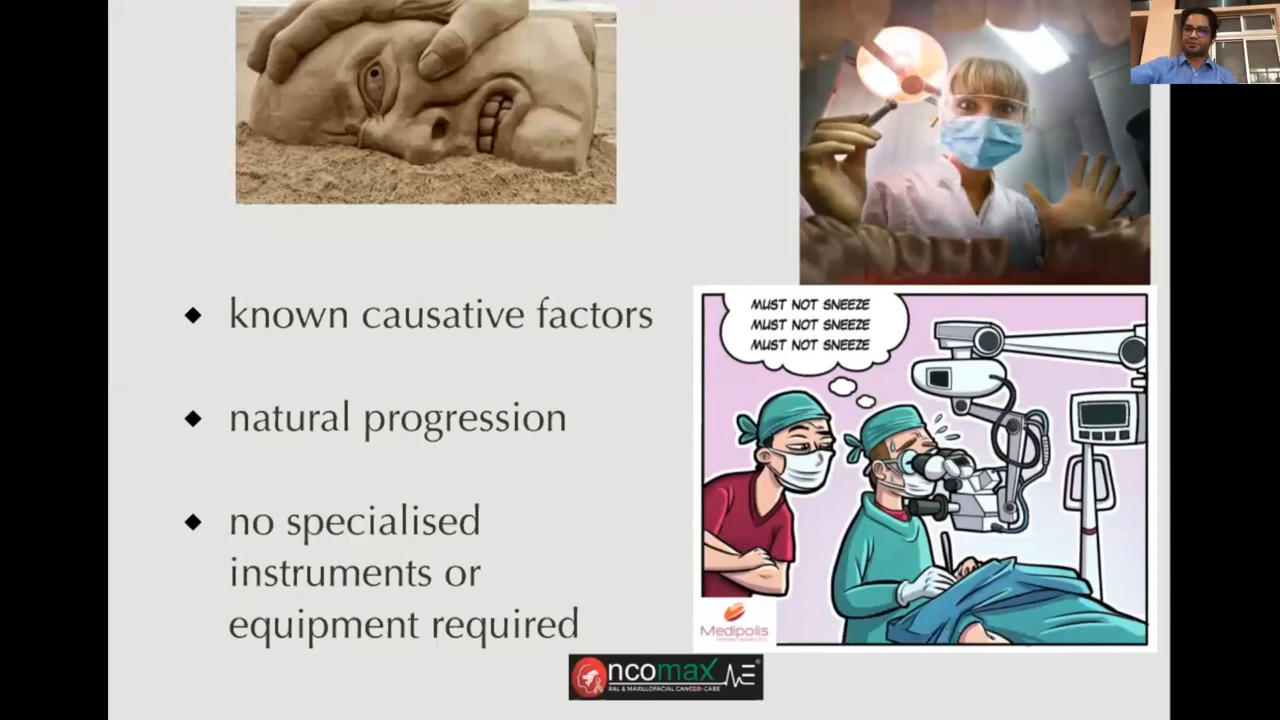 known causative factors
natural progression
no specialised
instruments or
equipment required
MUST NOT SNEEZE
MUST NOT SNEEZE
MUST NOT SNEEZE
Medipolis
ncomax
RAL & MAXILLOFACIAL CANCER-CARE